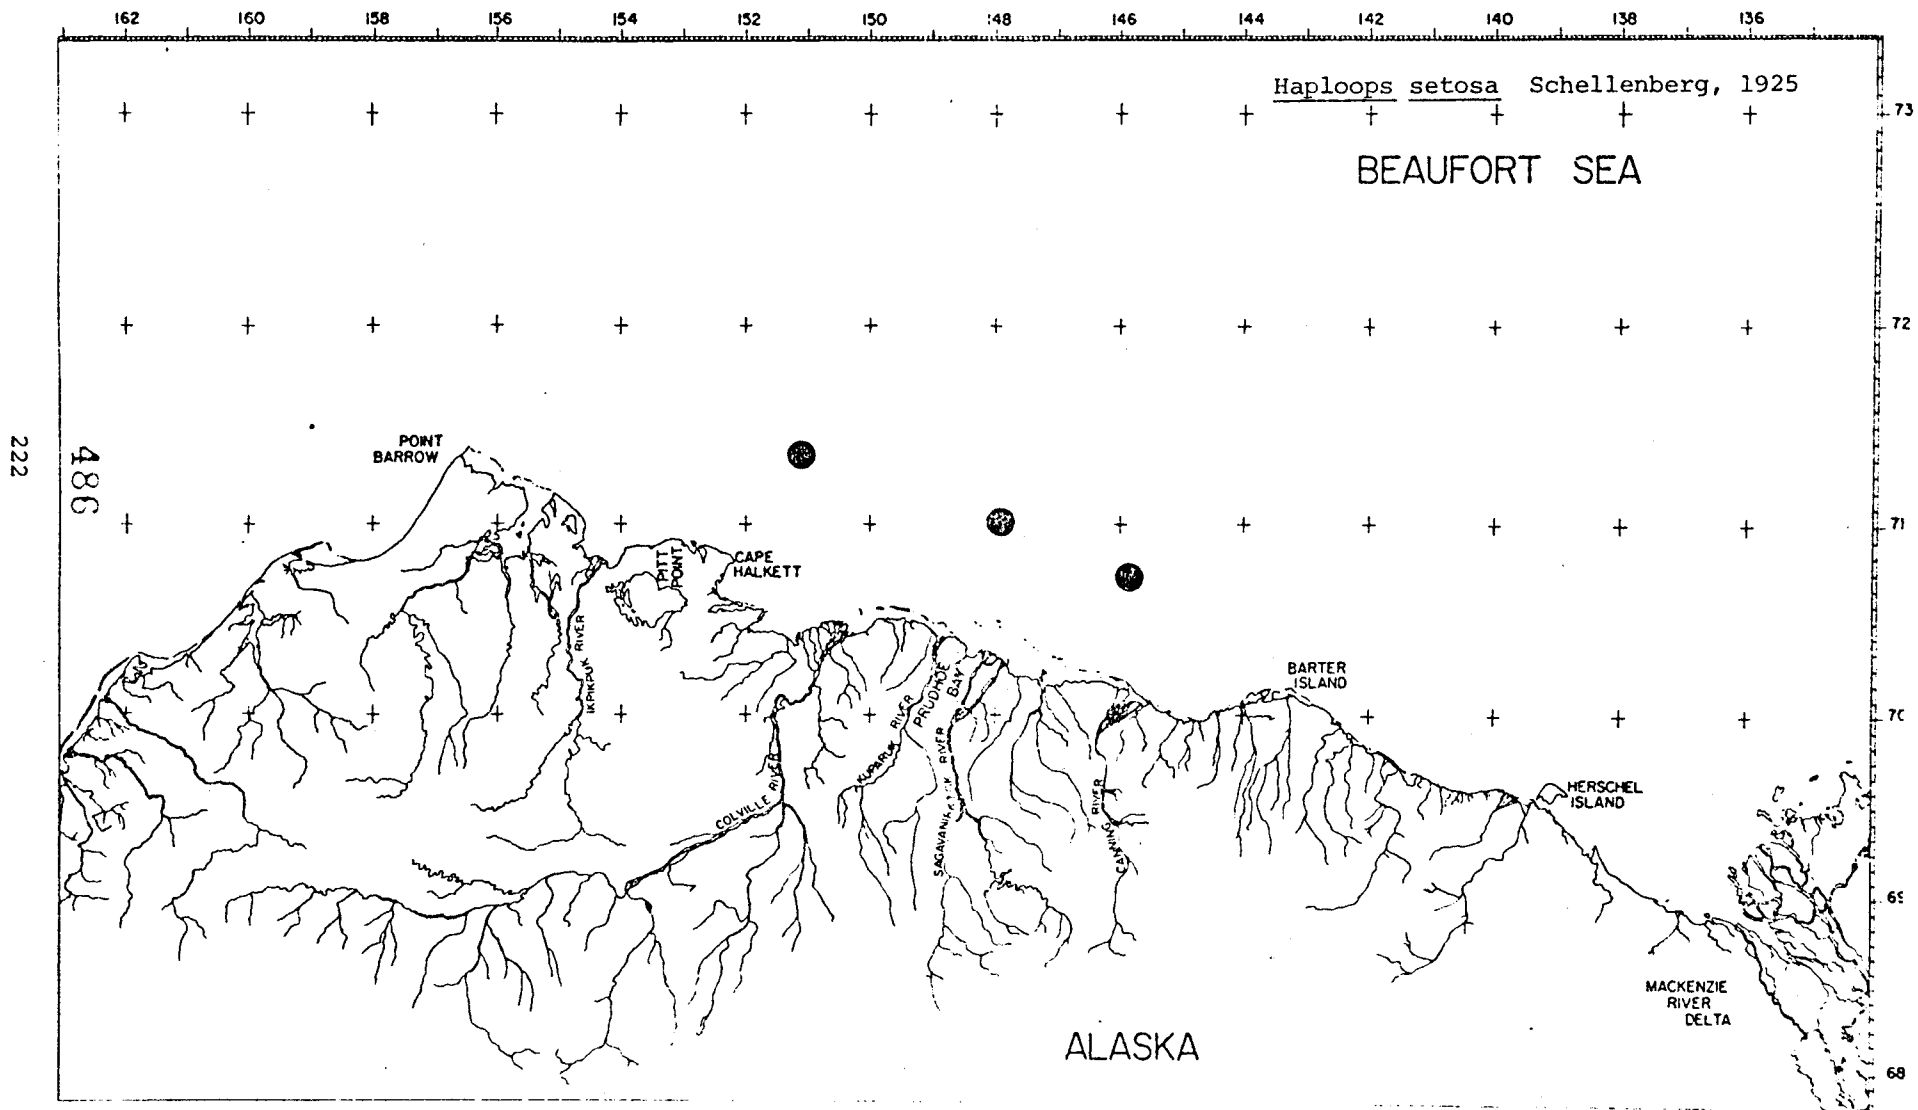 162 160 158 156 154 152 150 148 146 144 142 140 138 136
Haploops setosa Schellenberg, 1925
73
BEAUFORT SEA
72
POINT
BARROW
222
486
71
PITT
POINT
CAPE
HALKETT
IKPIKPUK RIVER
BARTER
ISLAND
PRUDHOE
BAY
KUPARUK RIVER
70
COLVILLE RIVER
SAGAVANIRKTOK RIVER
CANNING RIVER
HERSCHEL
ISLAND
69
MACKENZIE
RIVER
DELTA
ALASKA
68